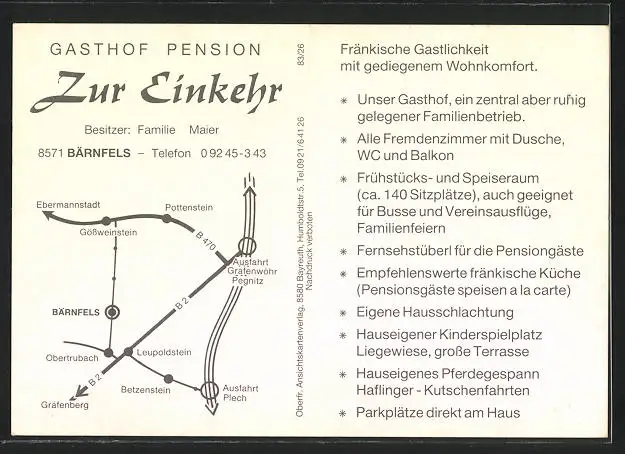 GASTHOF PENSION
Zur Einkehr
Besitzer: Familie Maier
8571 BÄRNFELS – Telefon 0 92 45-3 43
Ebermannstadt
Pottenstein
Gößweinstein
B 470
Ausfahrt
Grafenwöhr
Pegnitz
B 2
BÄRNFELS
Obertrubach
Leupoldstein
B 2
Betzenstein
Ausfahrt
Plech
Gräfenberg
83/26
Oberfr. Ansichtskartenverlag, 8580 Bayreuth, Humboldtstr. 5, Tel. 09 21/6 41 26
Nachdruck verboten
Fränkische Gastlichkeit
mit gediegenem Wohnkomfort.
* Unser Gasthof, ein zentral aber ruhig
gelegener Familienbetrieb.
* Alle Fremdenzimmer mit Dusche,
WC und Balkon
* Frühstücks- und Speiseraum
(ca. 140 Sitzplätze), auch geeignet
für Busse und Vereinsausflüge,
Familienfeiern
* Fernsehstüberl für die Pensiongäste
* Empfehlenswerte fränkische Küche
(Pensionsgäste speisen a la carte)
* Eigene Hausschlachtung
* Hauseigener Kinderspielplatz
Liegewiese, große Terrasse
* Hauseigenes Pferdegespann
Haflinger - Kutschenfahrten
* Parkplätze direkt am Haus